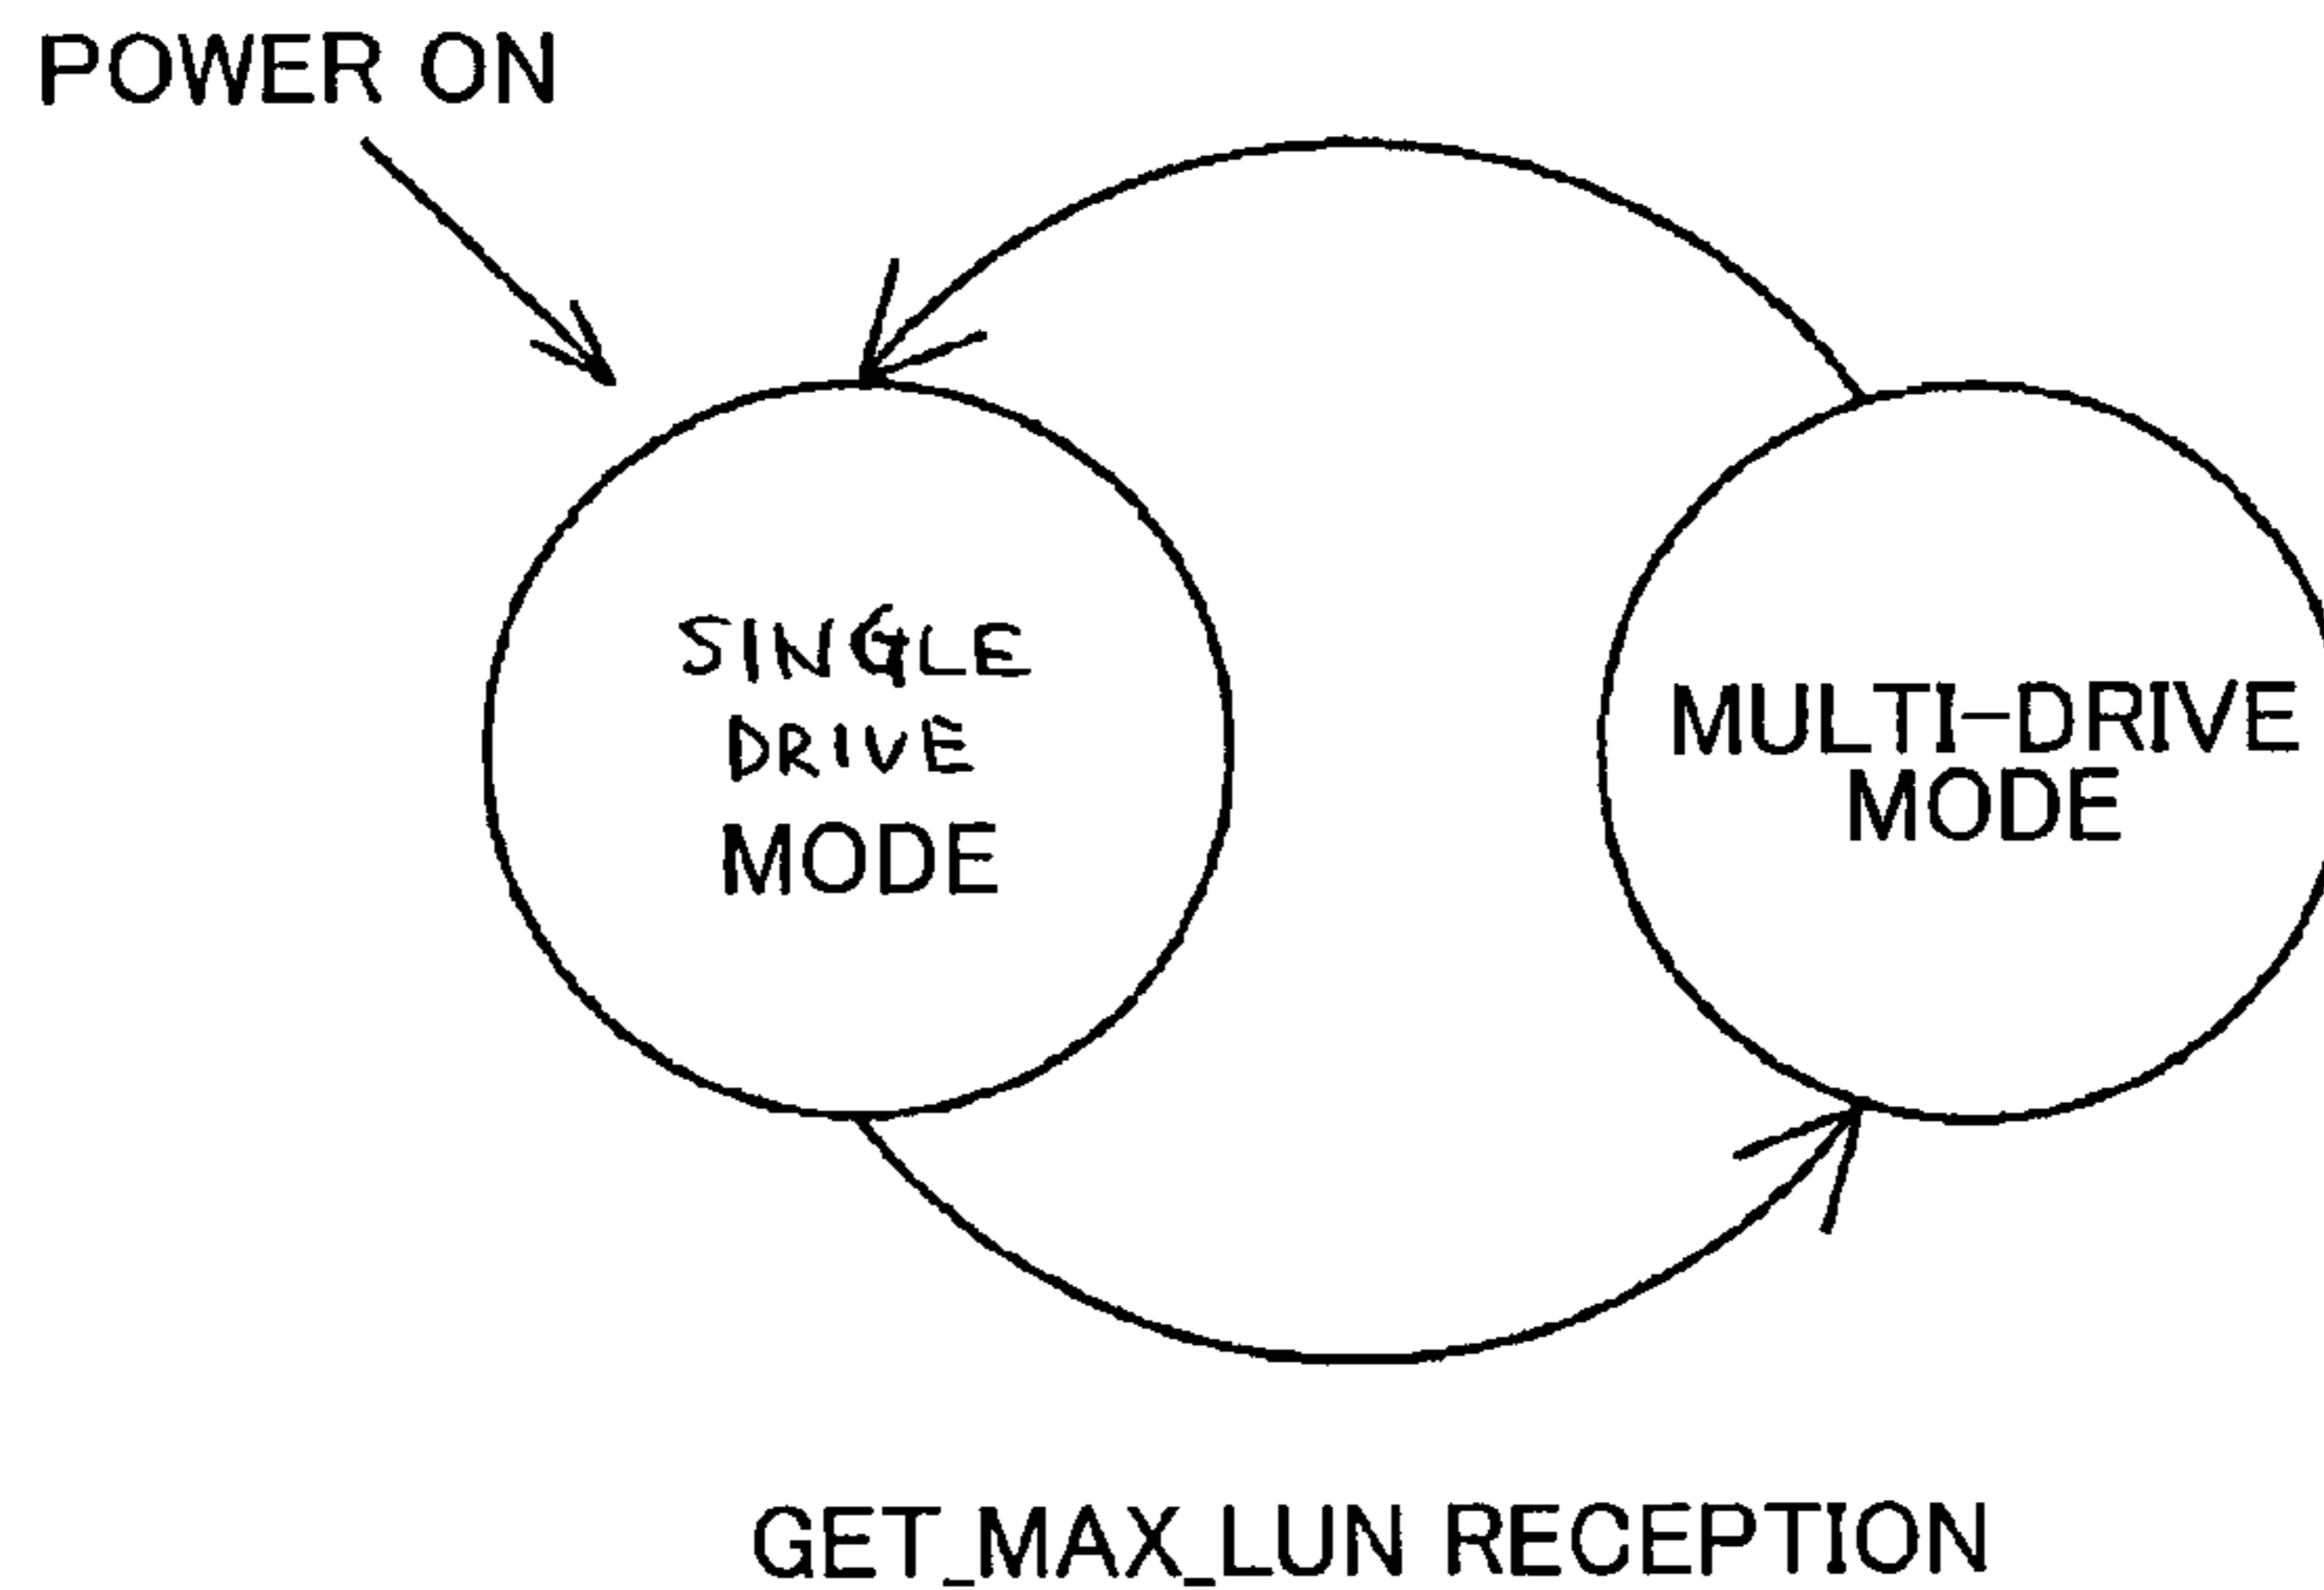 POWER ON
SINGLE
DRIVE
MODE
MULTI-DRIVE
MODE
GET_MAX_LUN RECEPTION